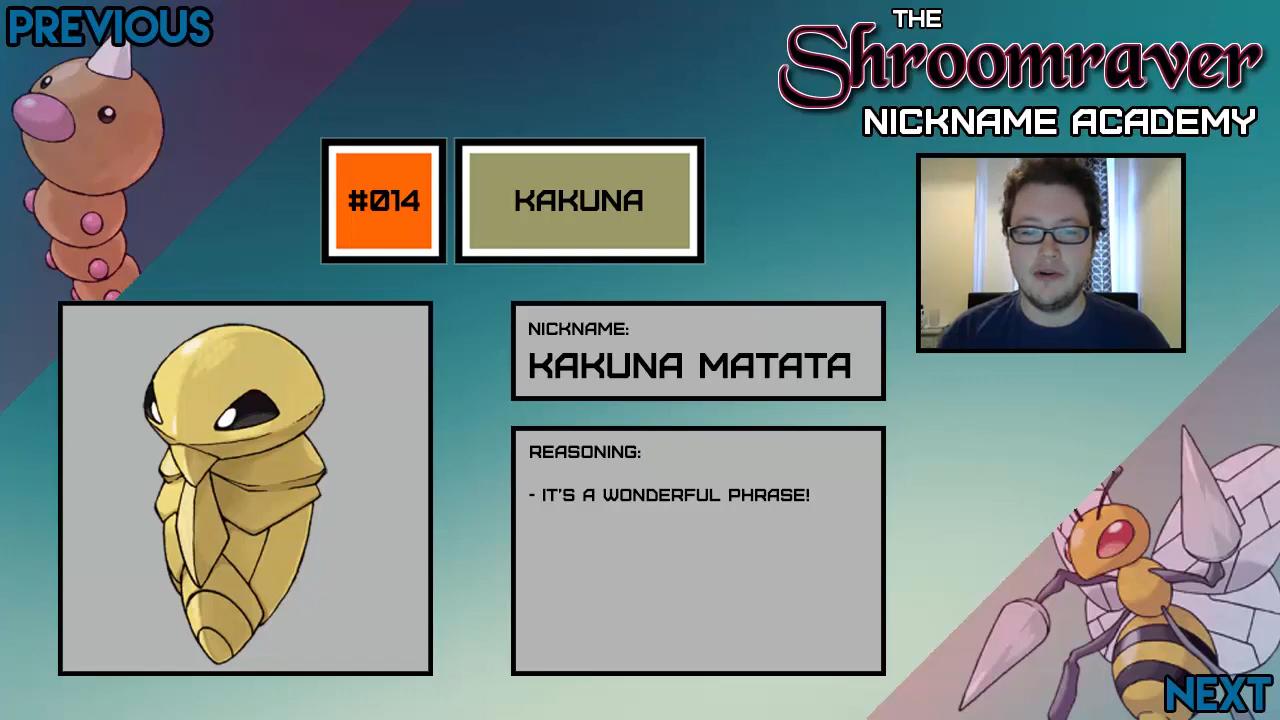 PREVIOUS
THE
Shroomraver
NICKNAME ACADEMY
#014
KAKUNA
NICKNAME:
KAKUNA MATATA
REASONING:
- IT'S A WONDERFUL PHRASE!
NEXT